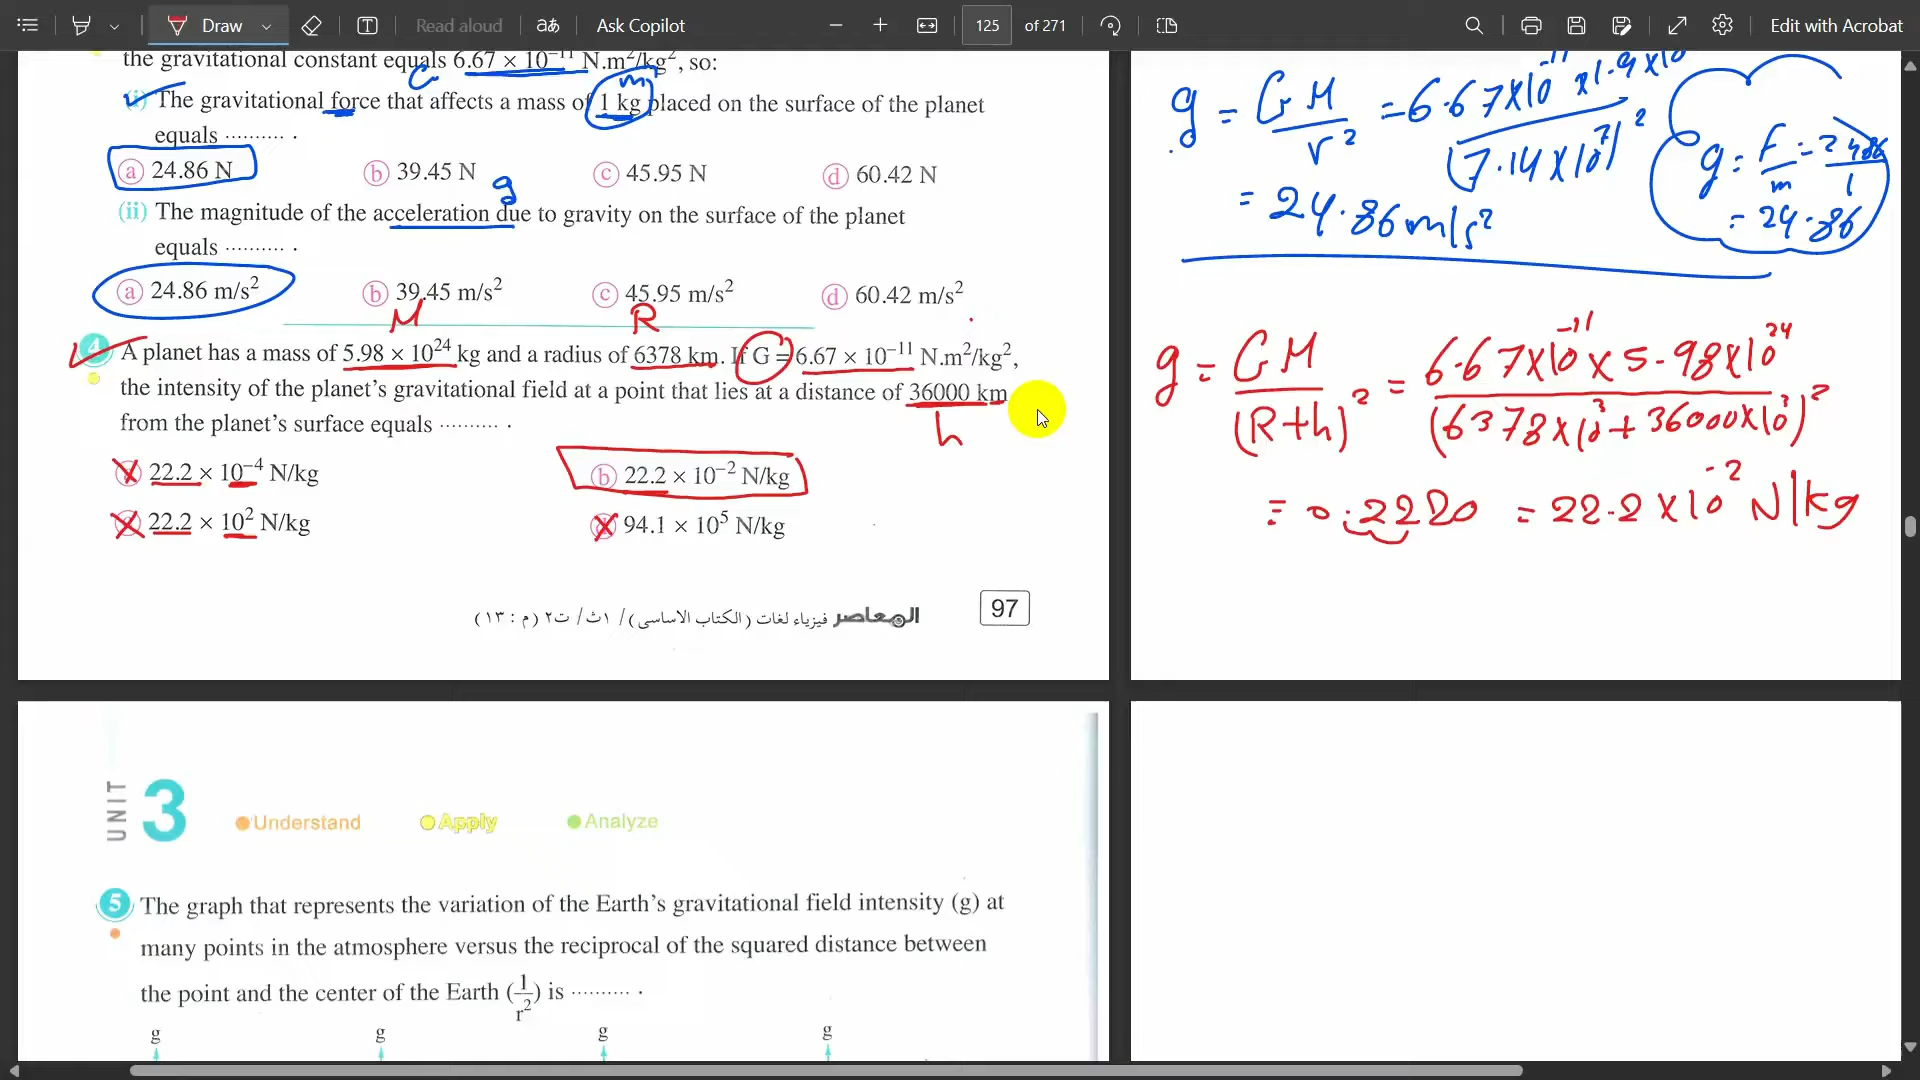 Draw
Read aloud
aあ
Ask Copilot
125
of 271
Edit with Acrobat
the gravitational constant equals 6.67 × 10⁻¹¹ N.m²/kg², so:
G
m
(i) The gravitational force that affects a mass of 1 kg placed on the surface of the planet
equals .......... .
a 24.86 N
b 39.45 N
c 45.95 N
d 60.42 N
g
(ii) The magnitude of the acceleration due to gravity on the surface of the planet
equals .......... .
a 24.86 m/s²
b 39.45 m/s²
c 45.95 m/s²
d 60.42 m/s²
M
R
4 A planet has a mass of 5.98 × 10²⁴ kg and a radius of 6378 km. If G = 6.67 × 10⁻¹¹ N.m²/kg²,
the intensity of the planet's gravitational field at a point that lies at a distance of 36000 km
from the planet's surface equals .......... .
h
22.2 × 10⁻⁴ N/kg
b 22.2 × 10⁻² N/kg
22.2 × 10² N/kg
94.1 × 10⁵ N/kg
المعاصر فيزياء لغات (الكتاب الأساسى) / ١ث / ت٢ (م : ١٣)
97
g = GM / r² = 6.67×10⁻¹¹ ×1.9×10 / (7.14×10⁷)²
= 24.86 m/s²
g = F / m = 24.86 / 1
= 24.86
g = GM / (R+h)² = 6.67×10⁻¹¹ × 5.98×10²⁴ / (6378×10³ + 36000×10³)²
= 0.2220 = 22.2 ×10⁻² N/kg
UNIT 3
Understand
Apply
Analyze
5 The graph that represents the variation of the Earth's gravitational field intensity (g) at
many points in the atmosphere versus the reciprocal of the squared distance between
the point and the center of the Earth (1/r²) is .......... .
g
g
g
g